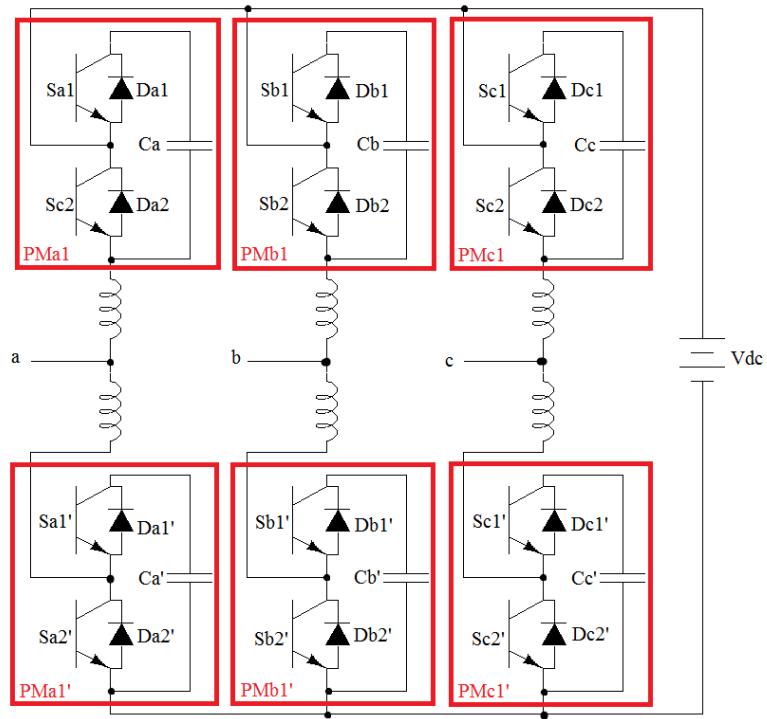 Sa1 Da1 Sb1 Db1 Sc1 Dc1
Ca Cb Cc
Sc2 Da2 Sb2 Db2 Sc2 Dc2
PMa1 PMb1 PMc1
a b c Vdc
Sa1' Da1' Sb1' Db1' Sc1' Dc1'
Ca' Cb' Cc'
Sa2' Da2' Sb2' Db2' Sc2' Dc2'
PMa1' PMb1' PMc1'